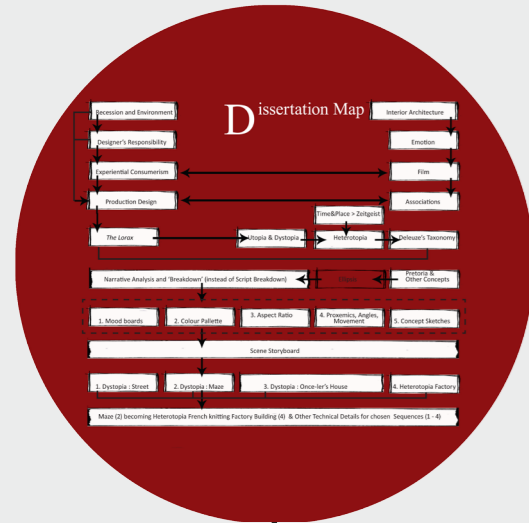 Dissertation Map
Recession and Environment
Interior Architecture
Designer's Responsibility
Emotion
Experiential Consumerism
Film
Production Design
Associations
Time&Place > Zeitgeist
The Lorax
Utopia & Dystopia
Heterotopia
Deleuze's Taxonomy
Narrative Analysis and 'Breakdown' (instead of Script Breakdown)
Pretoria &
Other Concepts
1. Mood boards
2. Colour Pallette
3. Aspect Ratio
4. Proxemics, Angles,
Movement
5. Concept Sketches
Scene Storyboard
1. Dystopia : Street
2. Dystopia : Maze
3. Dystopia : Once-ler's House
4. Heterotopia Factory
Maze (2) becoming Heterotopia French knitting Factory Building (4) & Other Technical Details for chosen Sequences (1 - 4)